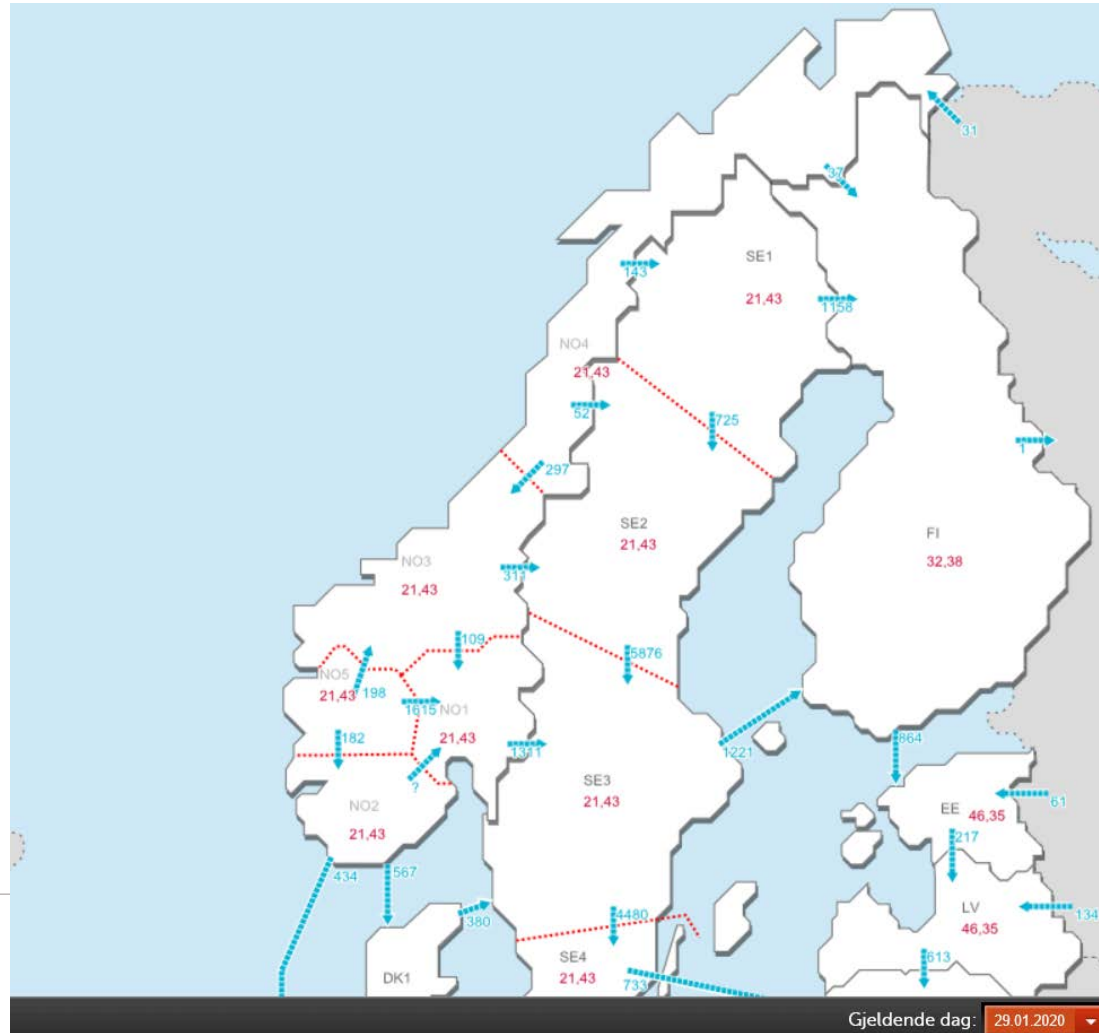 31
37
143
SE1
21,43
1158
NO4
21,43
52
725
1
297
SE2
21,43
FI
32,38
NO3
21,43
311
109
5876
NO5
21,43
198
1615
NO1
21,43
182
1311
1221
864
?
SE3
21,43
NO2
21,43
61
EE 46,35
217
434
567
380
4480
LV
46,35
134
613
DK1
SE4
21,43
733
Gjeldende dag: 29.01.2020